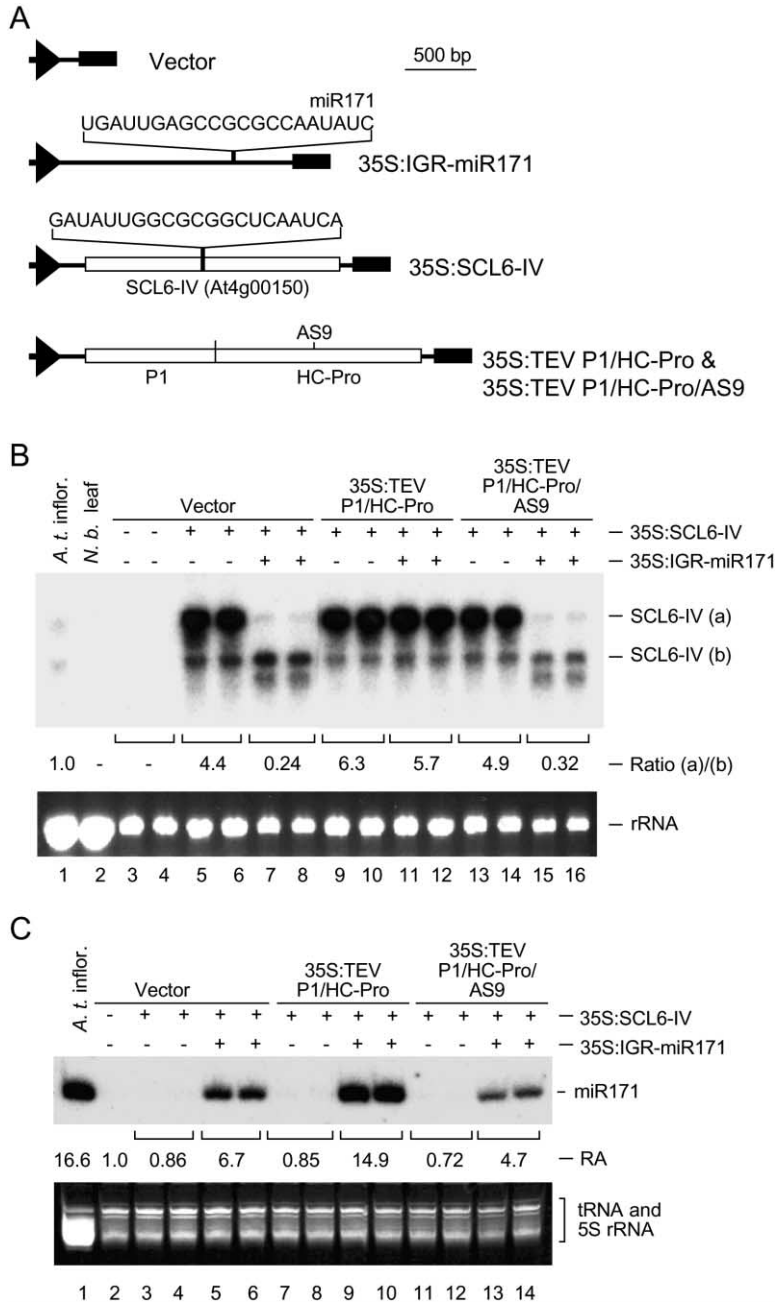 A
Vector
500 bp
miR171
UGAUUGAGCCGCGCCAAUAUC
35S:IGR-miR171
GAUAUUGGCGCGGCUCAAUCA
35S:SCL6-IV
SCL6-IV (At4g00150)
AS9
P1 HC-Pro
35S:TEV P1/HC-Pro &
35S:TEV P1/HC-Pro/AS9
B
A. t. inflor.
N. b. leaf
Vector
35S:TEV
P1/HC-Pro
35S:TEV
P1/HC-Pro/
AS9
- - + + + + + + + + + + + + – 35S:SCL6-IV
- - - - + + - - + + - - + + – 35S:IGR-miR171
– SCL6-IV (a)
– SCL6-IV (b)
1.0 - - 4.4 0.24 6.3 5.7 4.9 0.32 – Ratio (a)/(b)
– rRNA
1 2 3 4 5 6 7 8 9 10 11 12 13 14 15 16
C
A. t. inflor.
Vector
35S:TEV
P1/HC-Pro
35S:TEV
P1/HC-Pro/
AS9
- + + + + + + + + + + + + – 35S:SCL6-IV
- - - + + - - + + - - + + – 35S:IGR-miR171
- miR171
16.6 1.0 0.86 6.7 0.85 14.9 0.72 4.7 – RA
tRNA and
5S rRNA
1 2 3 4 5 6 7 8 9 10 11 12 13 14